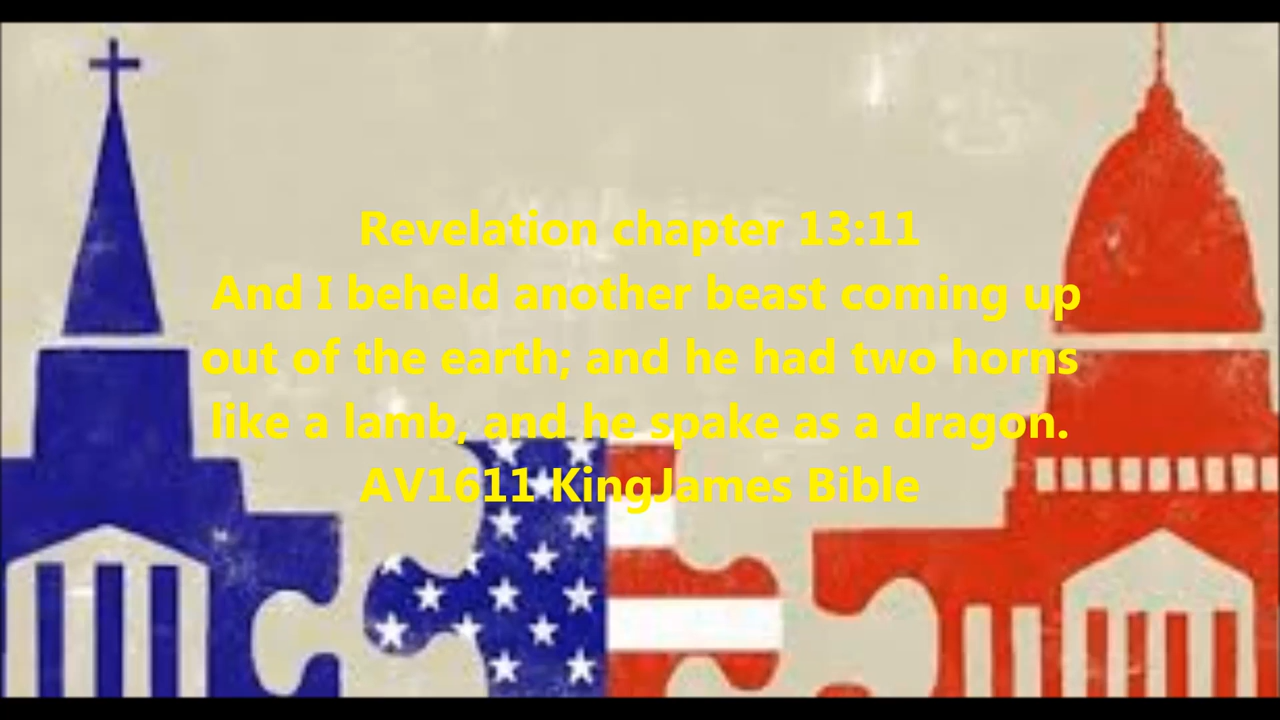 Revelation chapter 13:11
And I beheld another beast coming up
out of the earth; and he had two horns
like a lamb, and he spake as a dragon.
AV1611 KingJames Bible